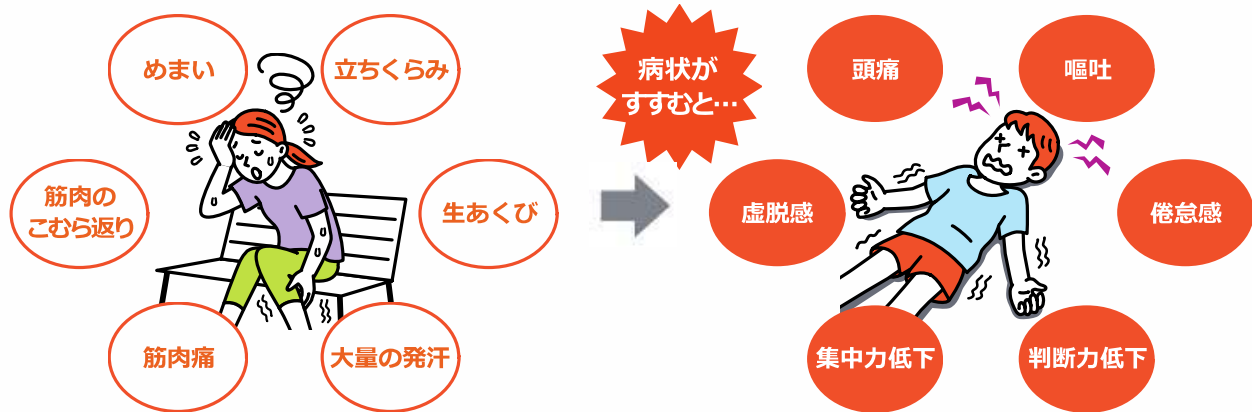 めまい
立ちくらみ
筋肉の
こむら返り
生あくび
筋肉痛
大量の発汗
病状が
すすむと…
頭痛
嘔吐
虚脱感
倦怠感
集中力低下
判断力低下